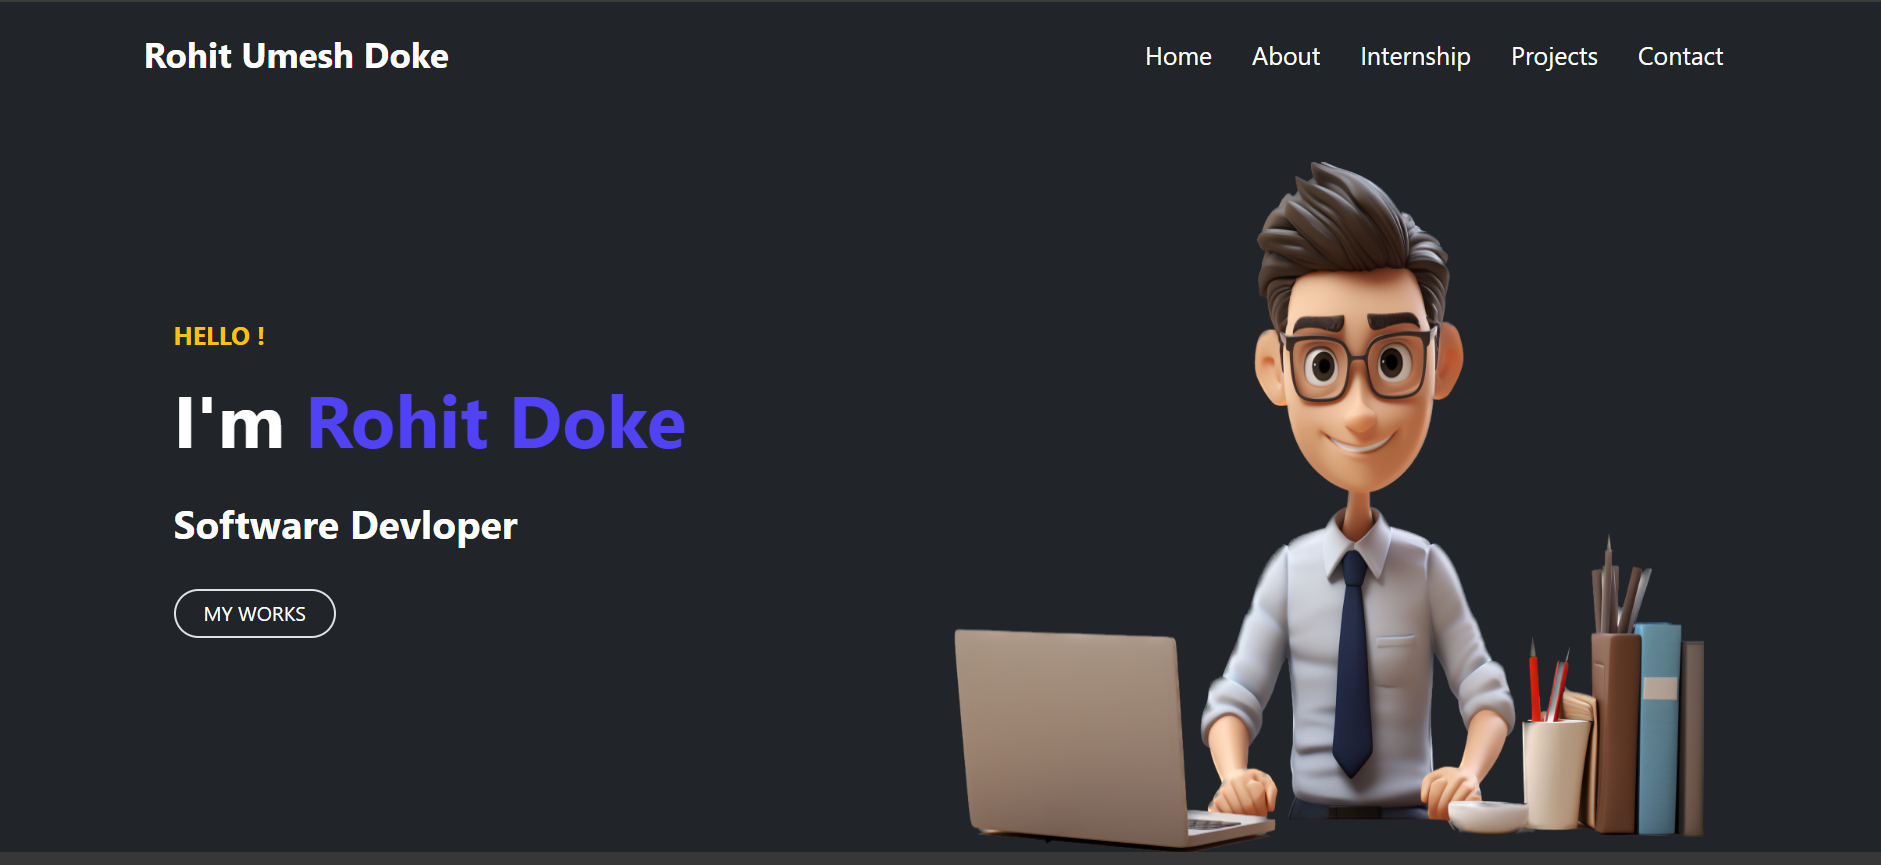 Rohit Umesh Doke
Home About Internship Projects Contact
HELLO !
I'm Rohit Doke
Software Devloper
MY WORKS